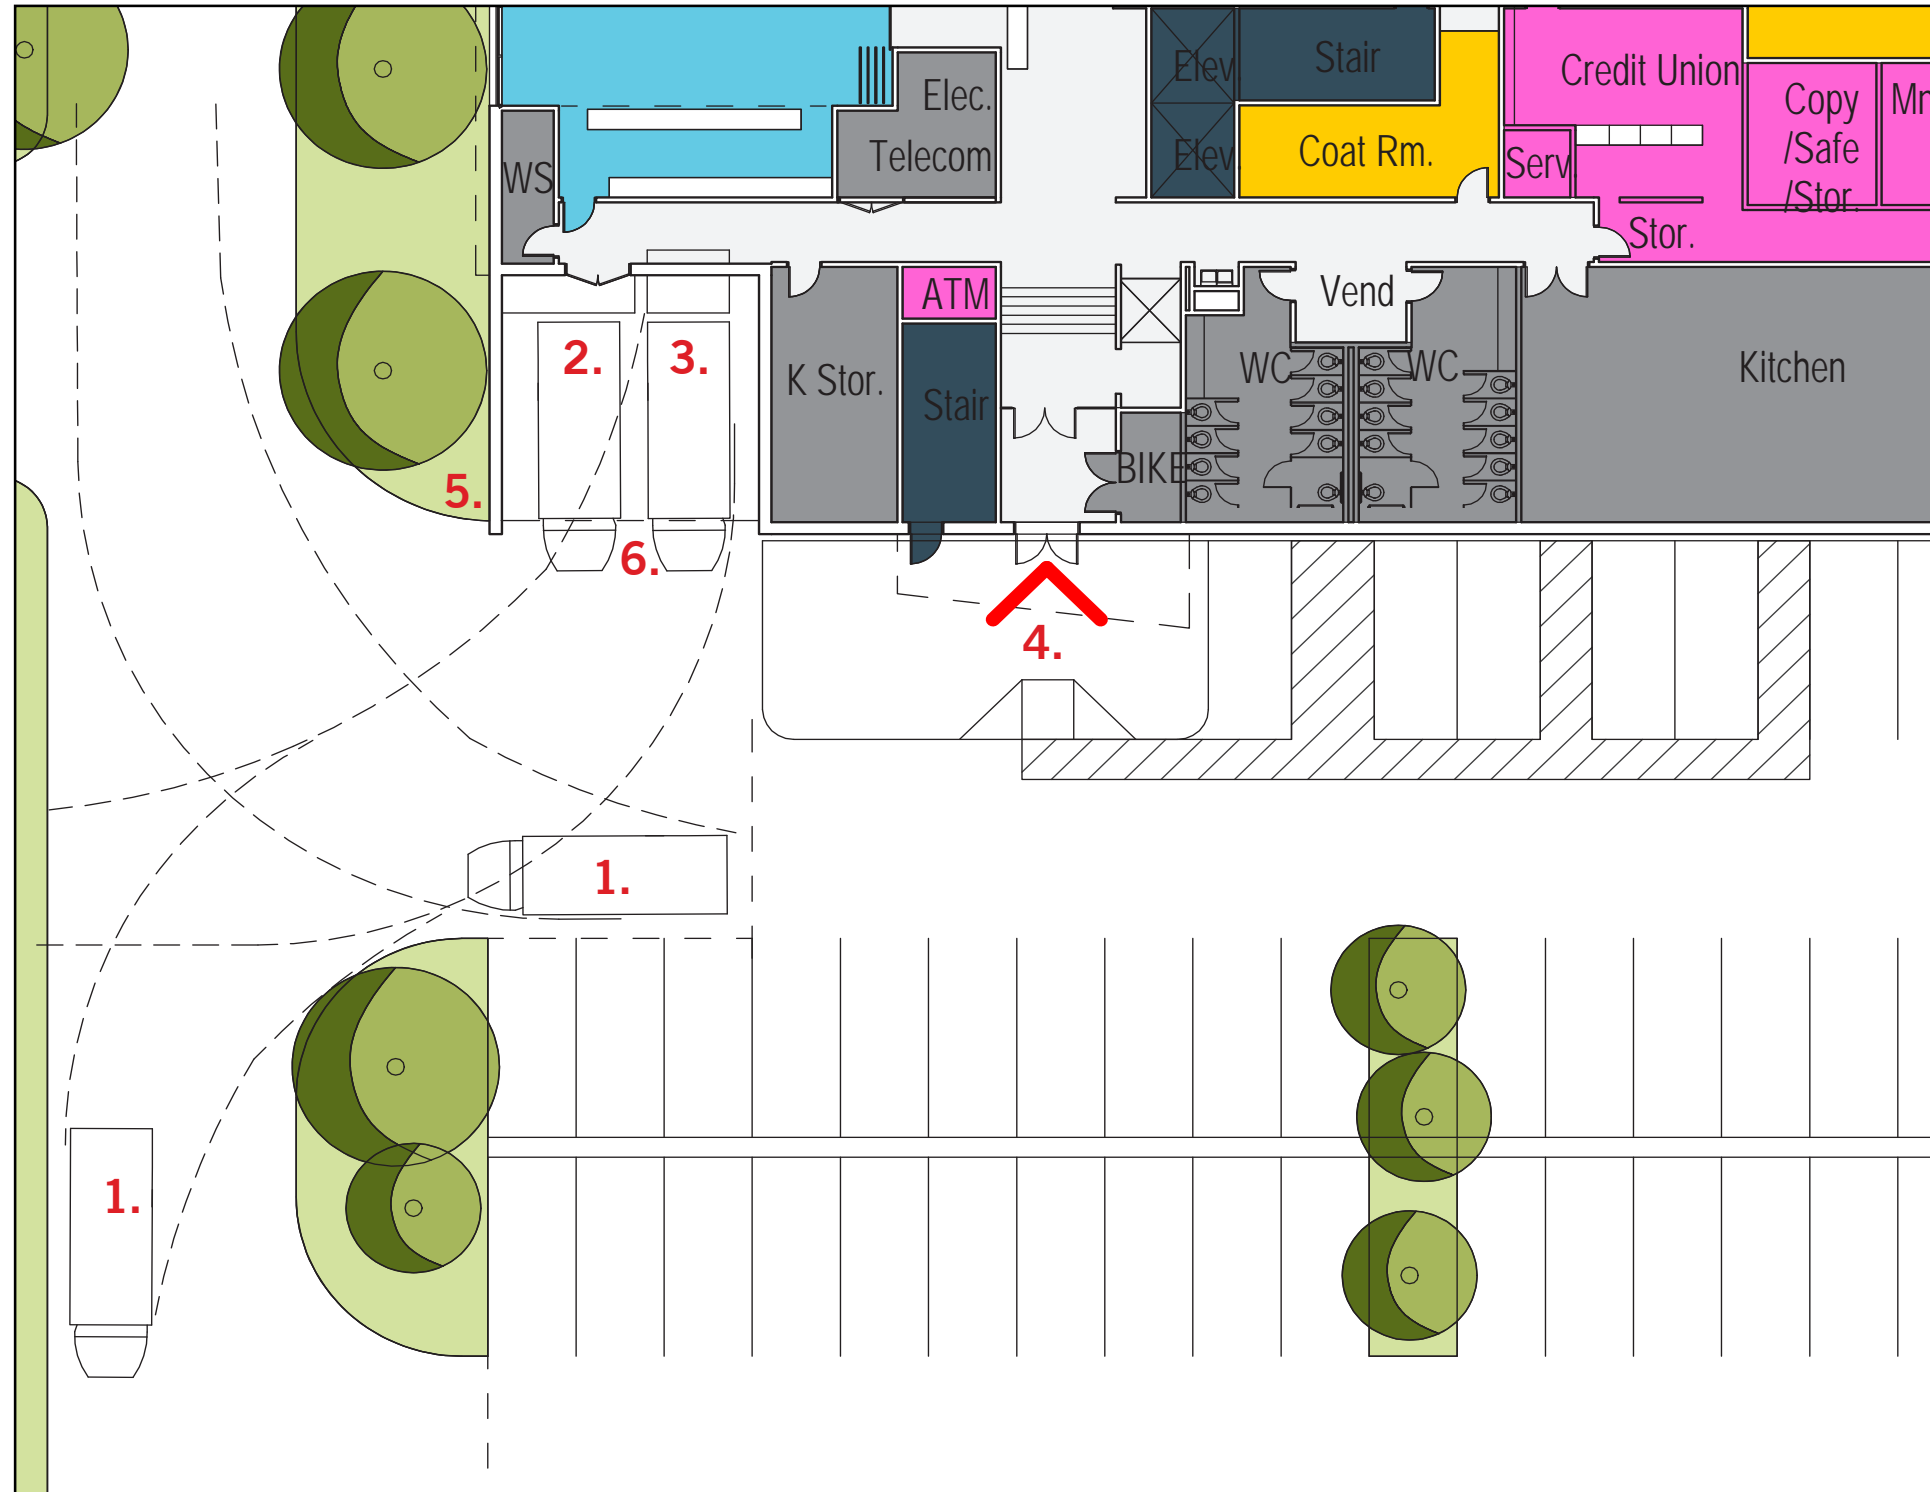 Elev.
Stair
Credit Union
Elec.
Copy
/Safe
/Stor.
Telecom
Elev.
Coat Rm.
Serv.
WS
Stor.
ATM
Vend
2.
3.
K Stor.
Stair
WC
WC
Kitchen
BIKE
5.
6.
4.
1.
1.